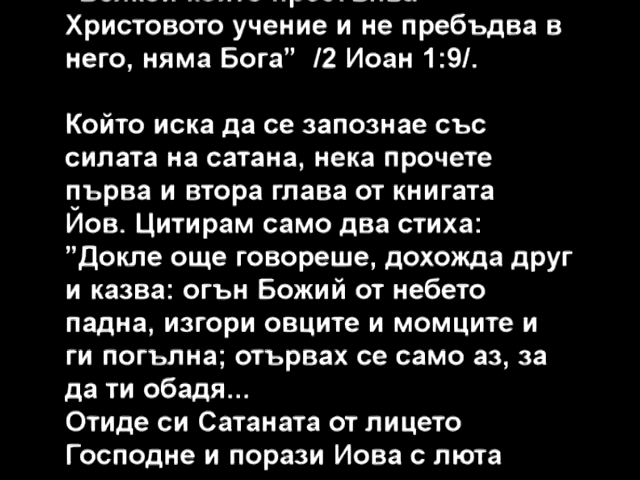 Христовото учение и не пребъдва в
него, няма Бога” /2 Иоан 1:9/.
Който иска да се запознае със
силата на сатана, нека прочете
първа и втора глава от книгата
Йов. Цитирам само два стиха:
”Докле още говореше, дохожда друг
и казва: огън Божий от небето
падна, изгори овците и момците и
ги погълна; отървах се само аз, за
да ти обадя...
Отиде си Сатаната от лицето
Господне и порази Иова с люта